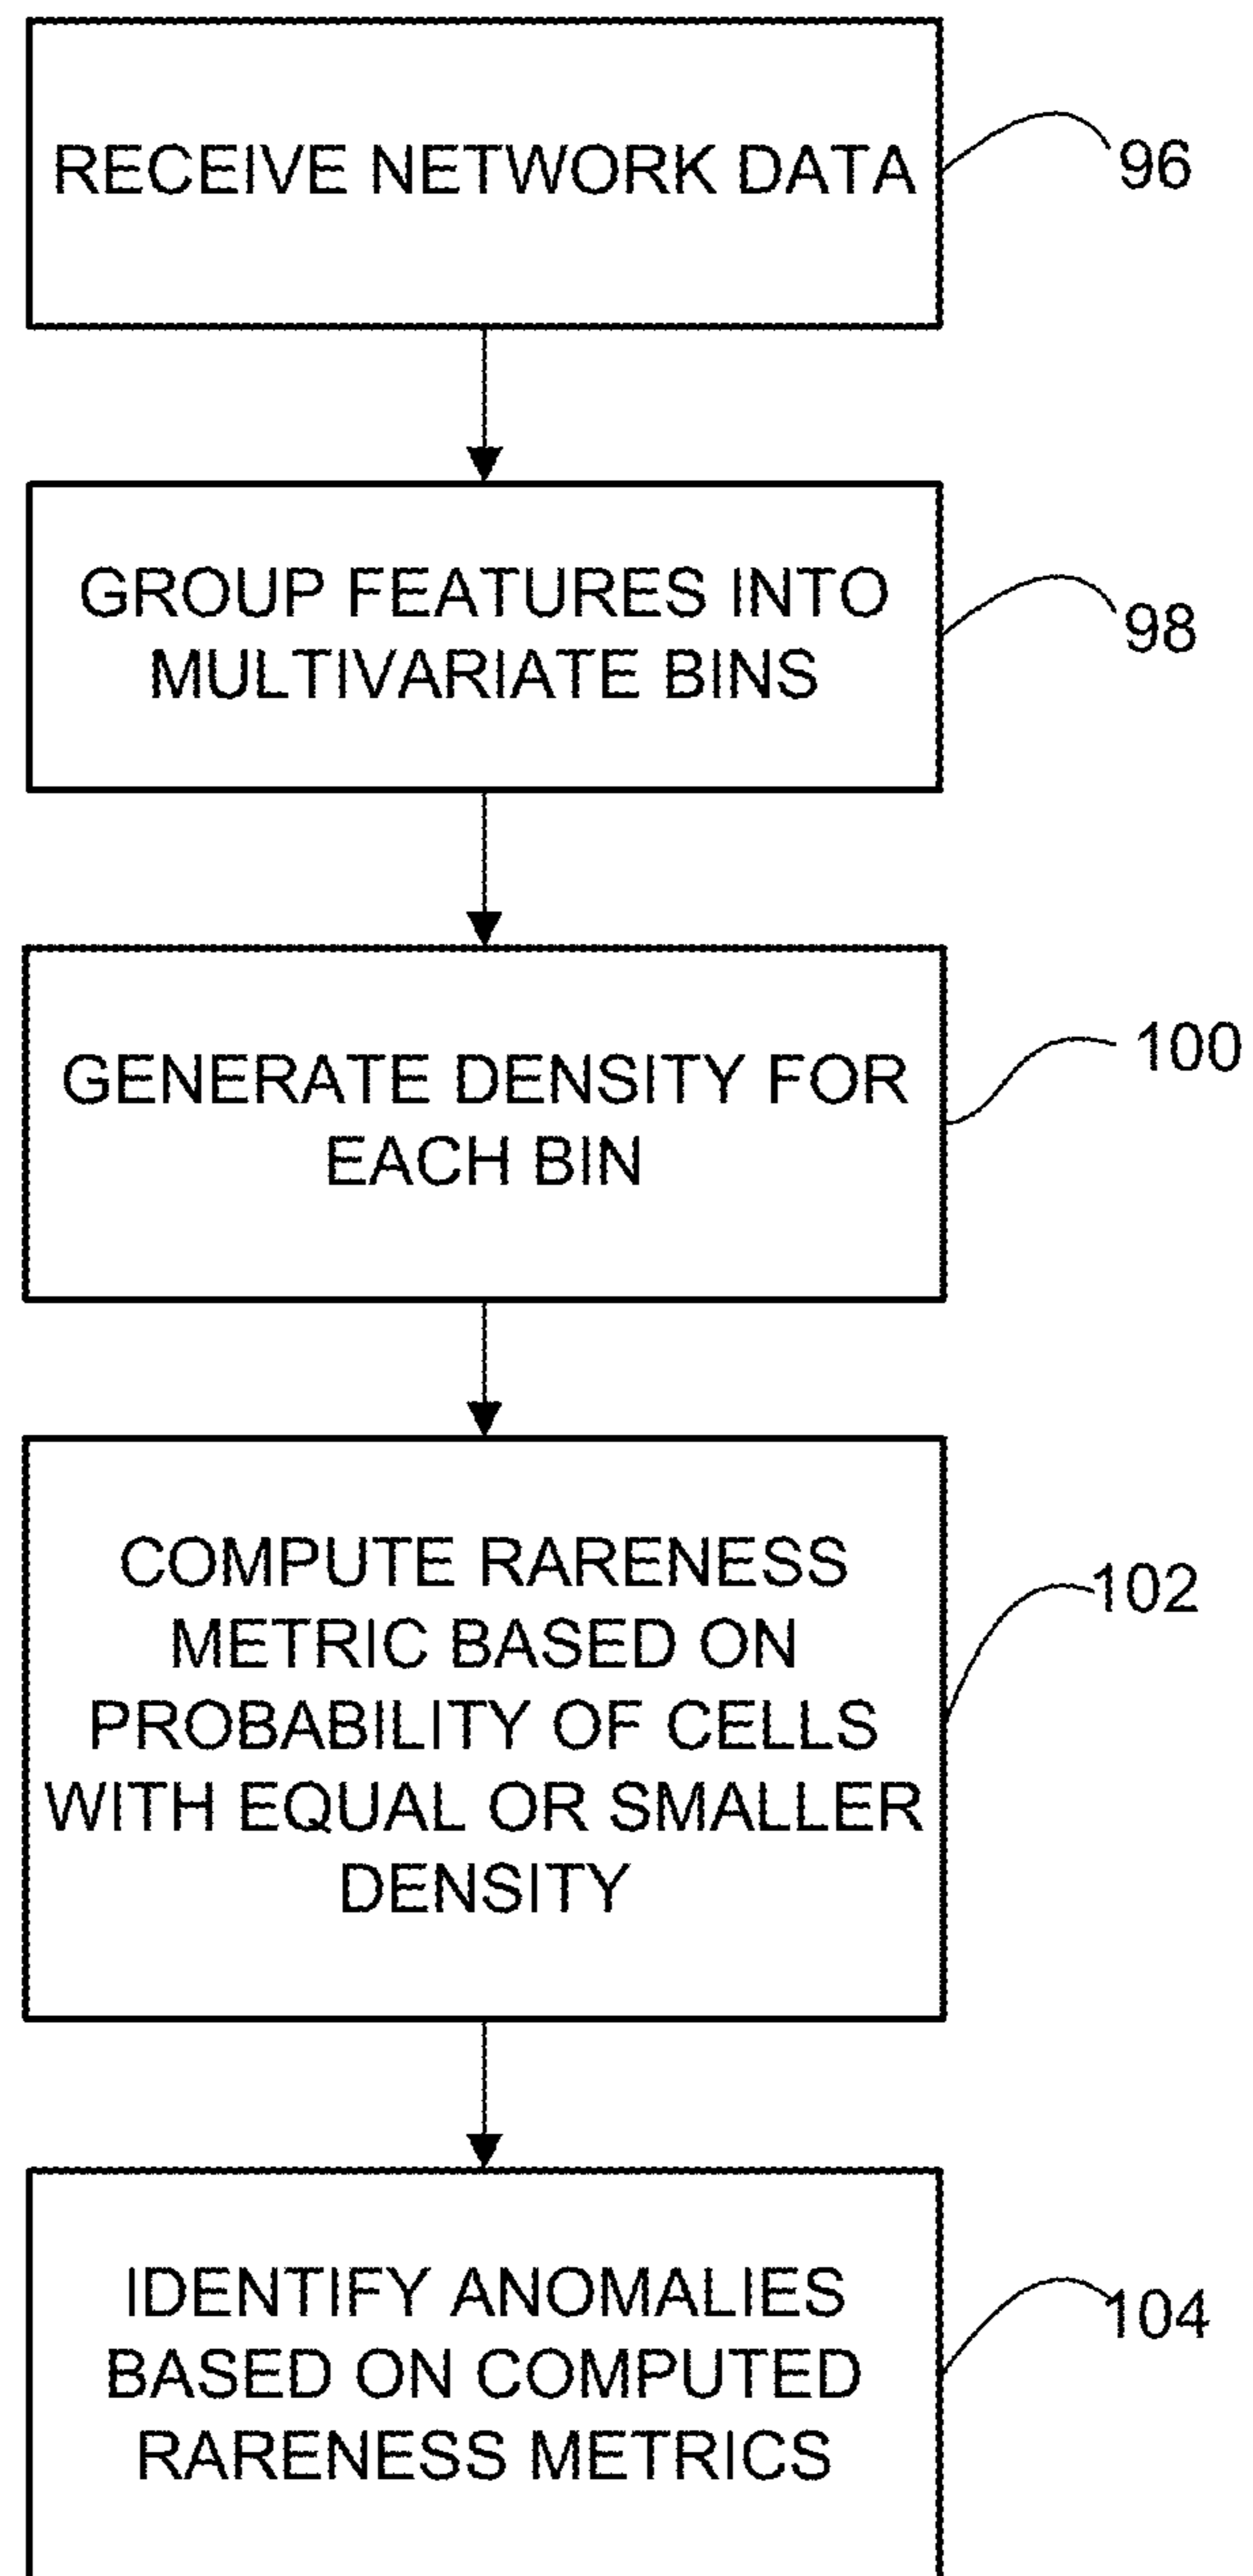 RECEIVE NETWORK DATA
96
GROUP FEATURES INTO
MULTIVARIATE BINS
98
GENERATE DENSITY FOR
EACH BIN
100
COMPUTE RARENESS
METRIC BASED ON
PROBABILITY OF CELLS
WITH EQUAL OR SMALLER
DENSITY
102
IDENTIFY ANOMALIES
BASED ON COMPUTED
RARENESS METRICS
104